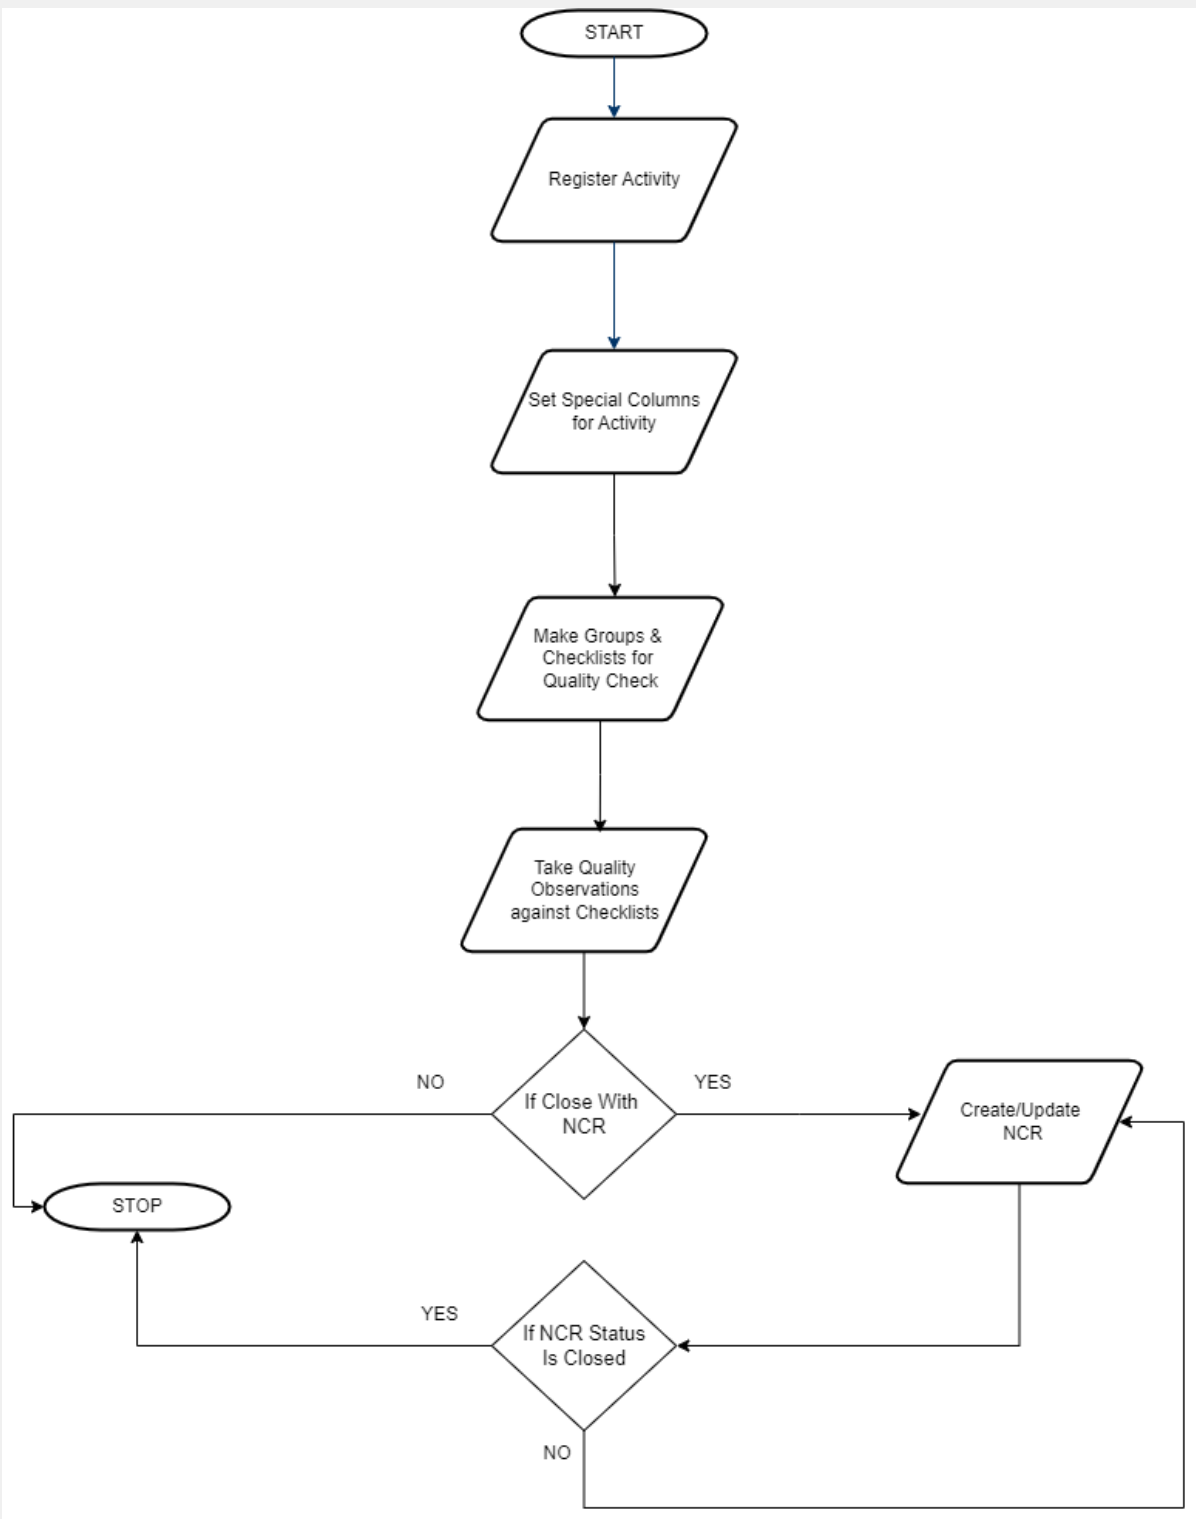 START
Register Activity
Set Special Columns
for Activity
Make Groups &
Checklists for
Quality Check
Take Quality
Observations
against Checklists
NO
YES
If Close With
NCR
Create/Update
NCR
STOP
YES
If NCR Status
Is Closed
NO